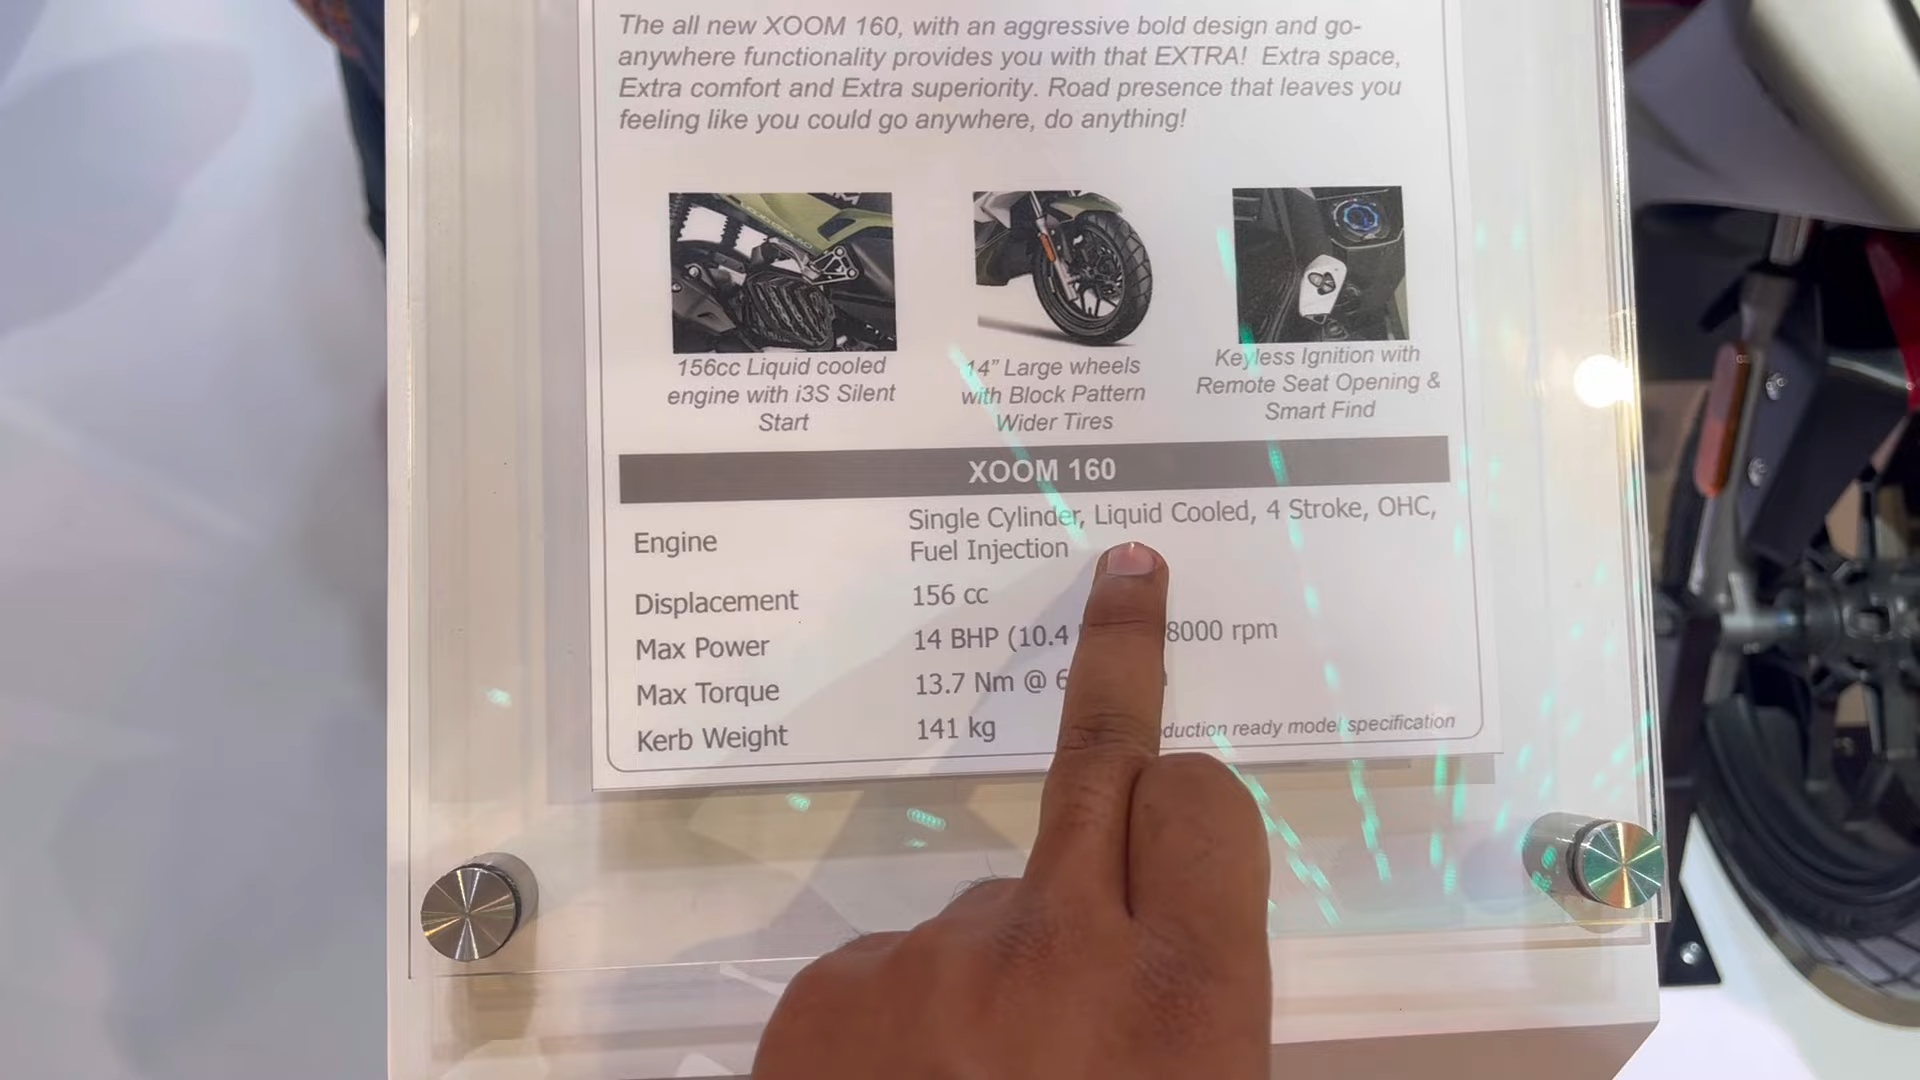 The all new XOOM 160, with an aggressive bold design and go-
anywhere functionality provides you with that EXTRA! Extra space,
Extra comfort and Extra superiority. Road presence that leaves you
feeling like you could go anywhere, do anything!
156cc Liquid cooled
engine with i3S Silent
Start
14” Large wheels
with Block Pattern
Wider Tires
Keyless Ignition with
Remote Seat Opening &
Smart Find
XOOM 160
Engine
Single Cylinder, Liquid Cooled, 4 Stroke, OHC,
Fuel Injection
Displacement 156 cc
Max Power 14 BHP (10.4 8000 rpm
Max Torque 13.7 Nm @
Kerb Weight 141 kg
ready model specification